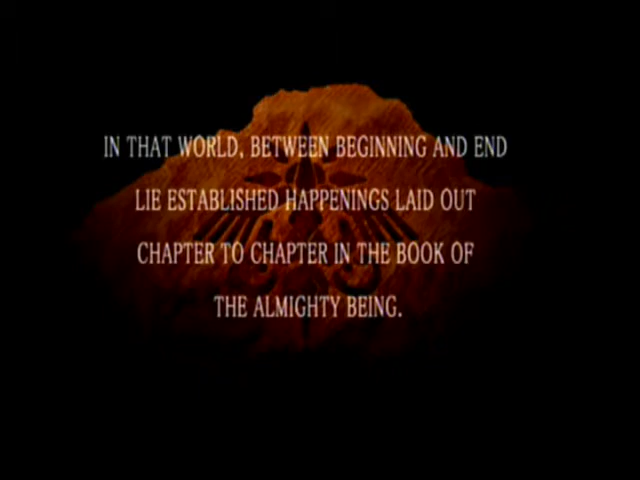 IN THAT WORLD, BETWEEN BEGINNING AND END
LIE ESTABLISHED HAPPENINGS LAID OUT
CHAPTER TO CHAPTER IN THE BOOK OF
THE ALMIGHTY BEING.